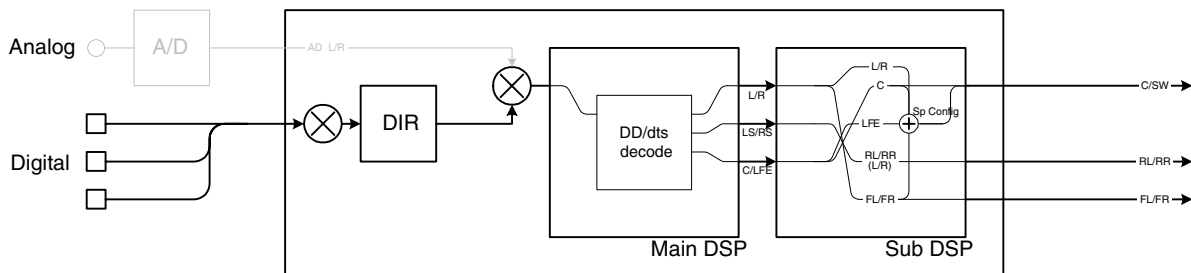 Analog
A/D
AD L/R
Digital
DIR
DD/dts
decode
Main DSP
L/R
LS/RS
C/LFE
L/R
C
LFE
Sp Config
RL/RR
(L/R)
FL/FR
Sub DSP
C/SW
RL/RR
FL/FR